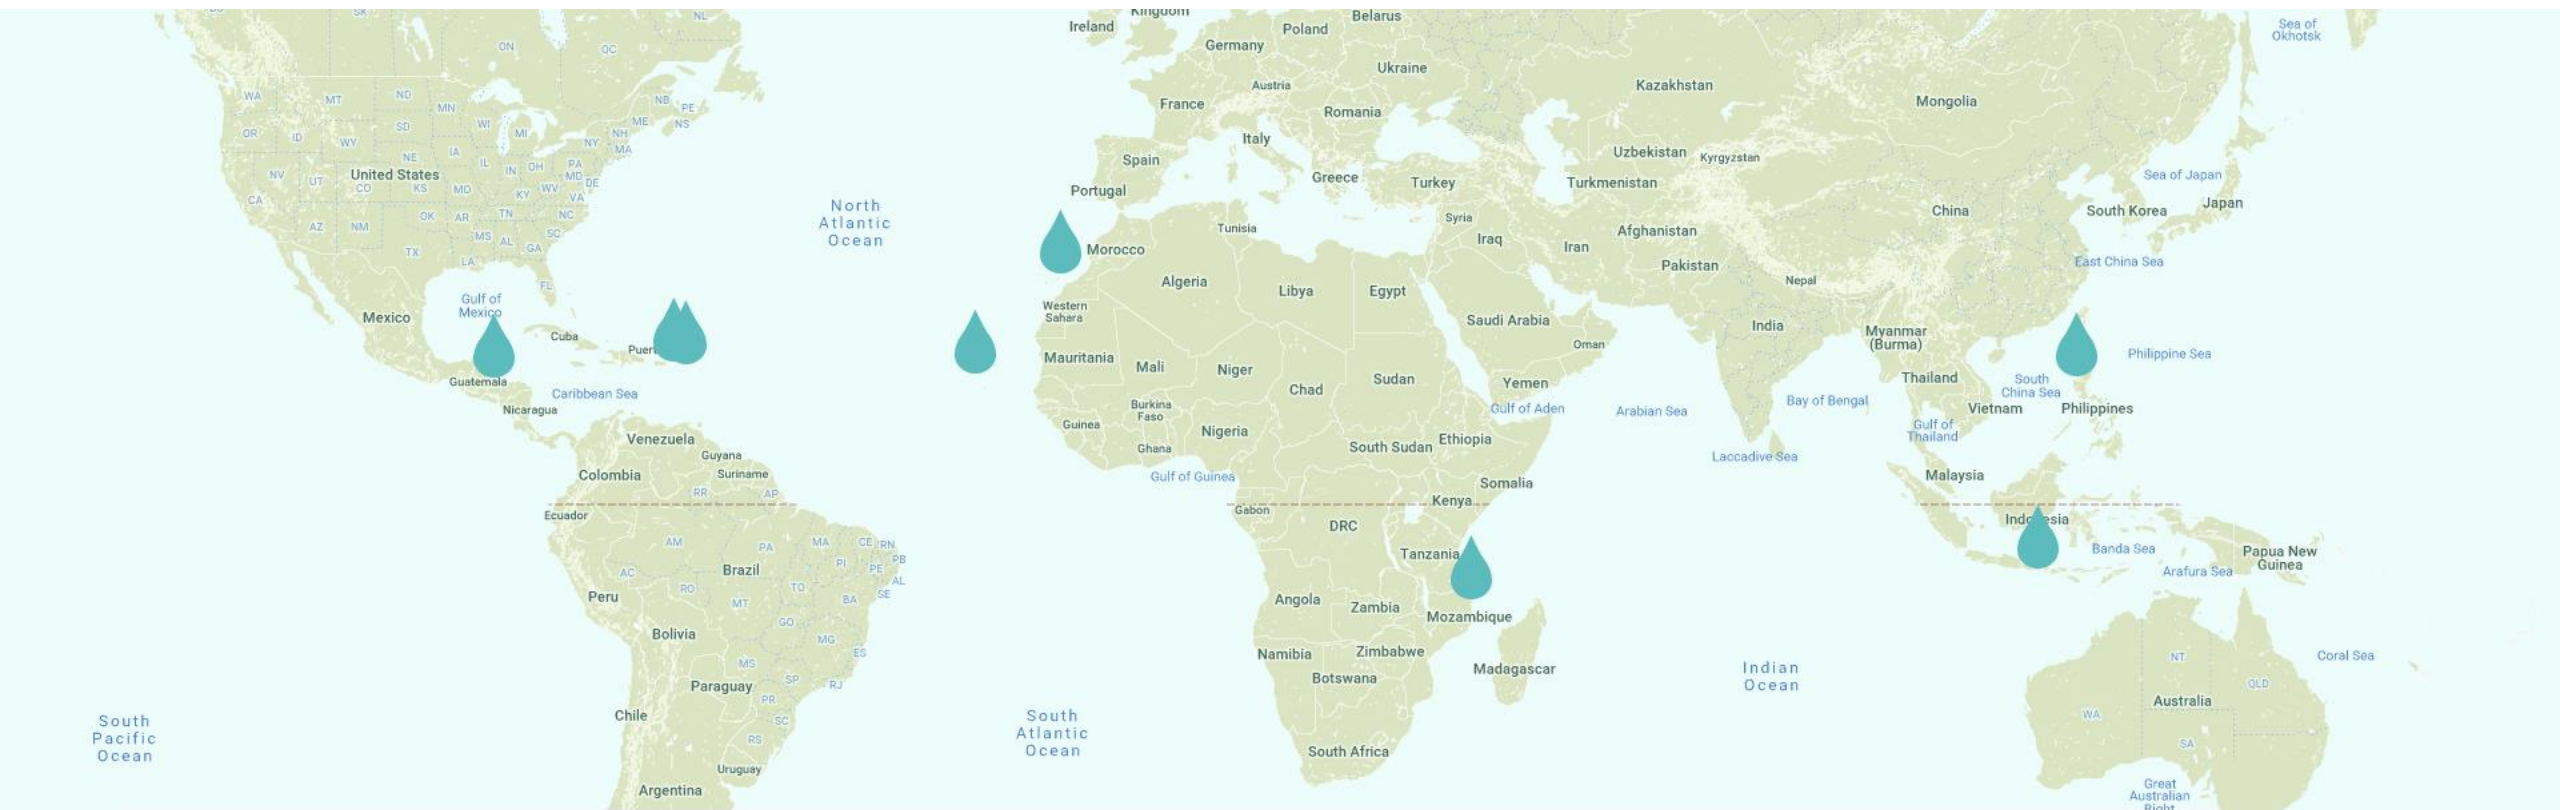 SK
NL
Kingdom
Ireland
Belarus
Poland
Sea of
Okhotsk
ON
QC
Germany
Ukraine
Austria
Kazakhstan
WA
MT
ND
MN
NB
PE
France
Romania
Mongolia
OR
ID
SD
WI
MI
ME
NS
NH
WY
NY
MA
Italy
NE
IA
IL
IN
OH
PA
Spain
Uzbekistan
Kyrgyzstan
NV
UT
United States
CO
KS
MO
KY
WV
MD
DE
VA
Portugal
Greece
Turkey
Turkmenistan
Sea of Japan
CA
AZ
NM
OK
AR
TN
NC
SC
North
Atlantic
Ocean
Syria
China
South Korea
Japan
TX
MS
AL
GA
LA
Morocco
Tunisia
Iraq
Iran
Afghanistan
Pakistan
East China Sea
FL
Algeria
Libya
Egypt
Nepal
Gulf of
Mexico
Western
Sahara
Mexico
Cuba
Saudi Arabia
Oman
India
Myanmar
(Burma)
Puer
Mauritania
Mali
Niger
Chad
Sudan
Yemen
Philippine Sea
Guatemala
Caribbean Sea
Thailand
South
China Sea
Nicaragua
Burkina
Faso
Gulf of Aden
Arabian Sea
Bay of Bengal
Vietnam
Philippines
Guinea
Nigeria
Ghana
South Sudan
Ethiopia
Gulf of
Thailand
Venezuela
Guyana
Laccadive Sea
Colombia
Suriname
Gulf of Guinea
Somalia
Malaysia
RR
AP
Kenya
Ecuador
Gabon
DRC
Indonesia
AM
PA
MA
CE
RN
PB
PI
PE
AL
SE
Tanzania
Banda Sea
Papua New
Guinea
Arafura Sea
AC
Brazil
TO
RO
MT
BA
Peru
Angola
Zambia
Mozambique
GO
Bolivia
MG
ES
Namibia
Zimbabwe
MS
SP
RJ
Madagascar
Botswana
Indian
Ocean
NT
Coral Sea
QLD
Paraguay
PR
SC
Australia
WA
South
Pacific
Ocean
Chile
RS
South
Atlantic
Ocean
South Africa
SA
Uruguay
Argentina
Great
Australian
Bight